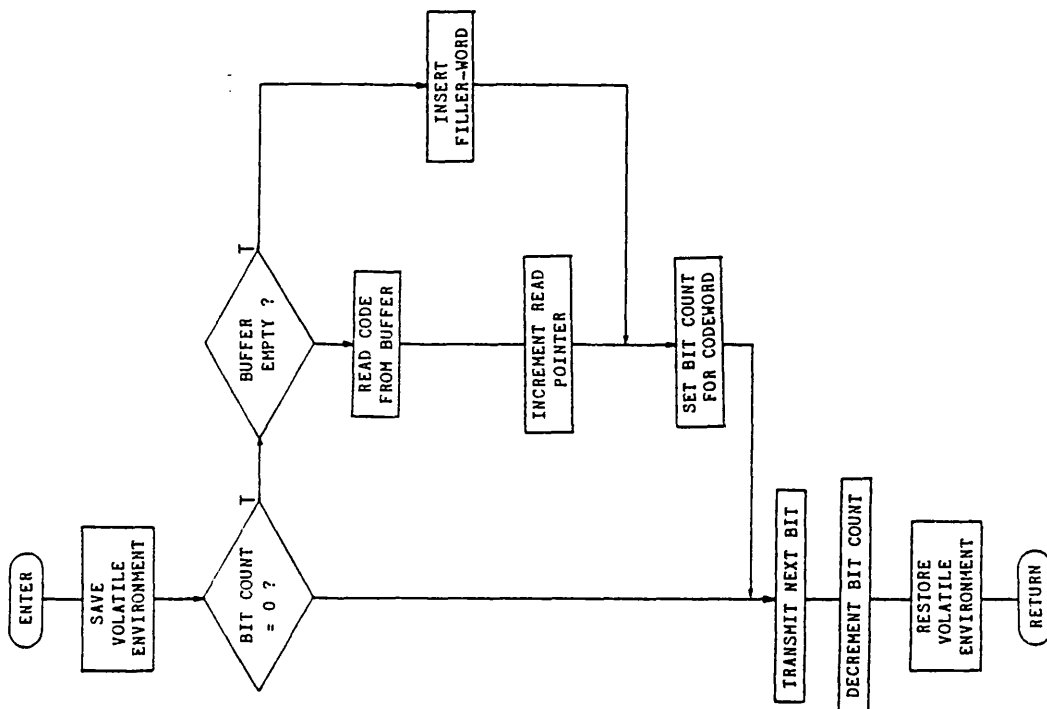 ENTER
SAVE
VOLATILE
ENVIRONMENT
BIT COUNT
= 0 ?
T
BUFFER
EMPTY ?
T
READ CODE
FROM BUFFER
INSERT
FILLER-WORD
INCREMENT READ
POINTER
SET BIT COUNT
FOR CODEWORD
TRANSMIT NEXT BIT
DECREMENT BIT COUNT
RESTORE
VOLATILE
ENVIRONMENT
RETURN